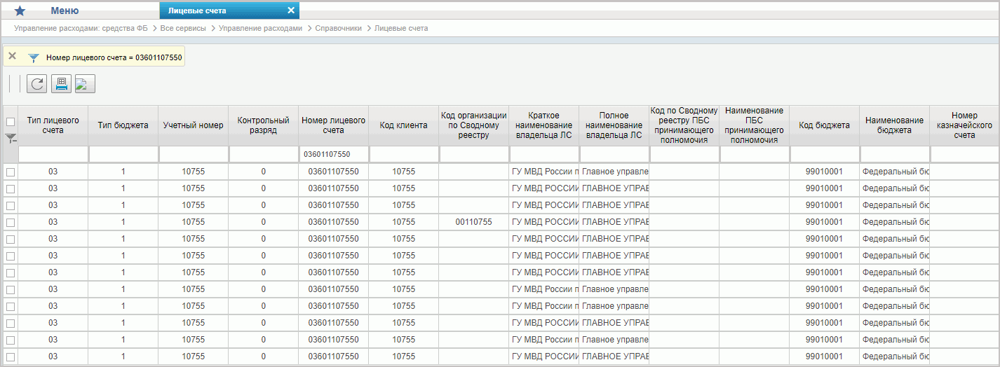 Меню
Лицевые счета
Управление расходами: средства ФБ > Все сервисы > Управление расходами > Справочники > Лицевые счета
Номер лицевого счета = 03601107550
Тип лицевого счета Тип бюджета Учетный номер Контрольный разряд Номер лицевого счета Код клиента Код организации по Сводному реестру Краткое наименование владельца ЛС Полное наименование владельца ЛС Код по Сводному реестру ПБС принимающего полномочия Наименование ПБС принимающего полномочия Код бюджета Наименование бюджета Номер казначейского счета
03601107550
03 1 10755 0 03601107550 10755 ГУ МВД России п Главное управле 99010001 Федеральный бю
03 1 10755 0 03601107550 10755 ГУ МВД РОССИИ ГЛАВНОЕ УПРАВ 99010001 Федеральный бю
03 1 10755 0 03601107550 10755 ГУ МВД РОССИИ ГЛАВНОЕ УПРАВ 99010001 Федеральный бю
03 1 10755 0 03601107550 10755 00110755 ГУ МВД РОССИИ ГЛАВНОЕ УПРАВ 99010001 Федеральный бю
03 1 10755 0 03601107550 10755 ГУ МВД РОССИИ ГЛАВНОЕ УПРАВ 99010001 Федеральный бю
03 1 10755 0 03601107550 10755 ГУ МВД РОССИИ ГЛАВНОЕ УПРАВ 99010001 Федеральный бю
03 1 10755 0 03601107550 10755 ГУ МВД РОССИИ ГЛАВНОЕ УПРАВ 99010001 Федеральный бю
03 1 10755 0 03601107550 10755 ГУ МВД России п Главное управле 99010001 Федеральный бю
03 1 10755 0 03601107550 10755 ГУ МВД России п Главное управле 99010001 Федеральный бю
03 1 10755 0 03601107550 10755 ГУ МВД РОССИИ ГЛАВНОЕ УПРАВ 99010001 Федеральный бю
03 1 10755 0 03601107550 10755 ГУ МВД России п Главное управле 99010001 Федеральный бю
03 1 10755 0 03601107550 10755 ГУ МВД РОССИИ ГЛАВНОЕ УПРАВ 99010001 Федеральный бю